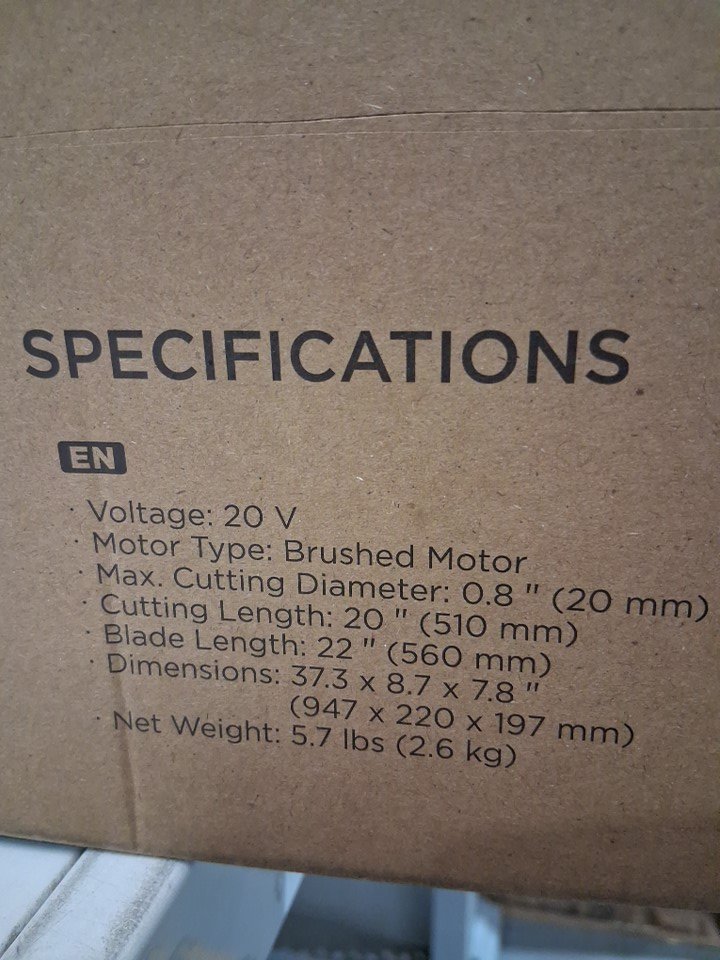 SPECIFICATIONS
EN
· Voltage: 20 V
· Motor Type: Brushed Motor
· Max. Cutting Diameter: 0.8 " (20 mm)
· Cutting Length: 20 " (510 mm)
· Blade Length: 22 " (560 mm)
· Dimensions: 37.3 x 8.7 x 7.8 "
(947 x 220 x 197 mm)
· Net Weight: 5.7 lbs (2.6 kg)